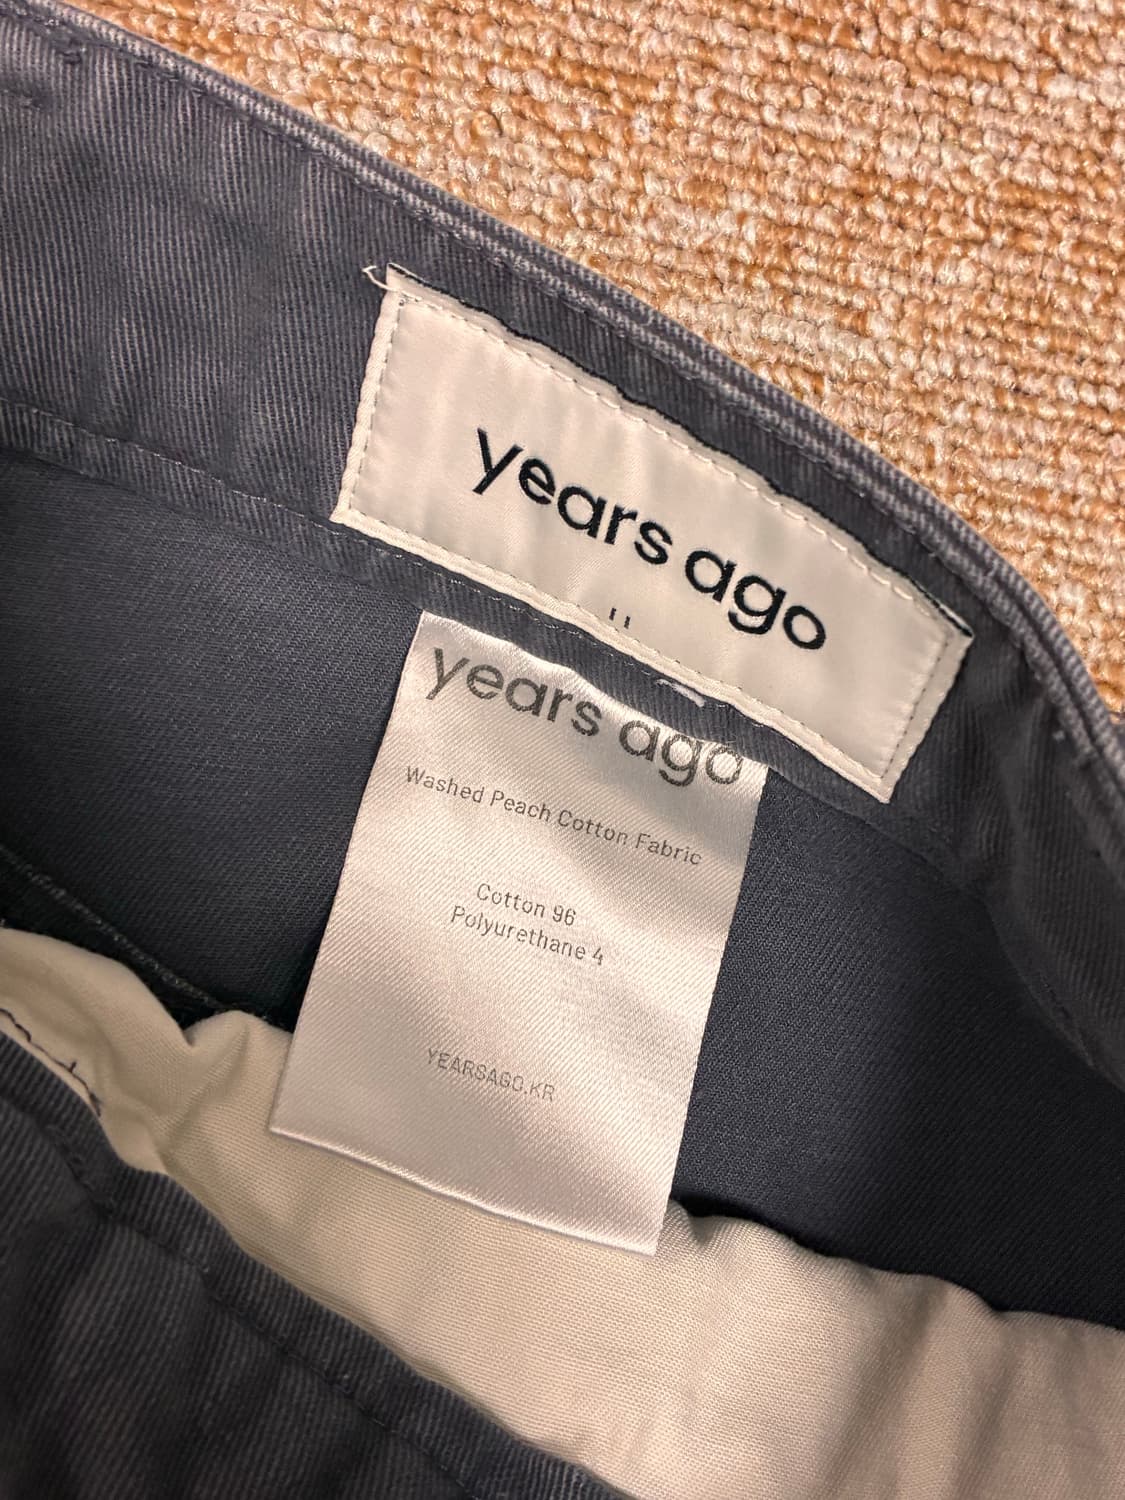 years ago
years ago
Washed Peach Cotton Fabric
Cotton 96
Polyurethane 4
YEARSAGO.KR